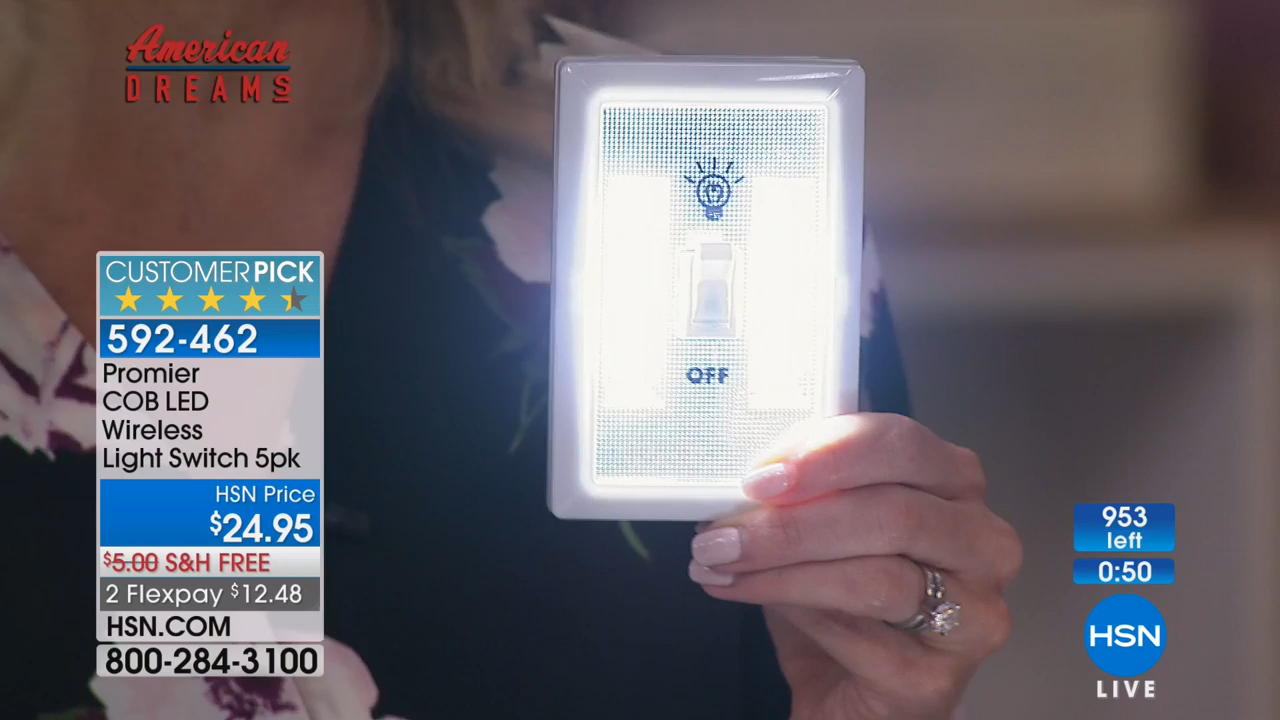 American
DREAMS
CUSTOMER PICK
592-462
Promier
COB LED
Wireless
Light Switch 5pk
HSN Price
$24.95
$5.00 S&H FREE
2 Flexpay $12.48
HSN.COM
800-284-3100
OFF
953
left
0:50
HSN
LIVE